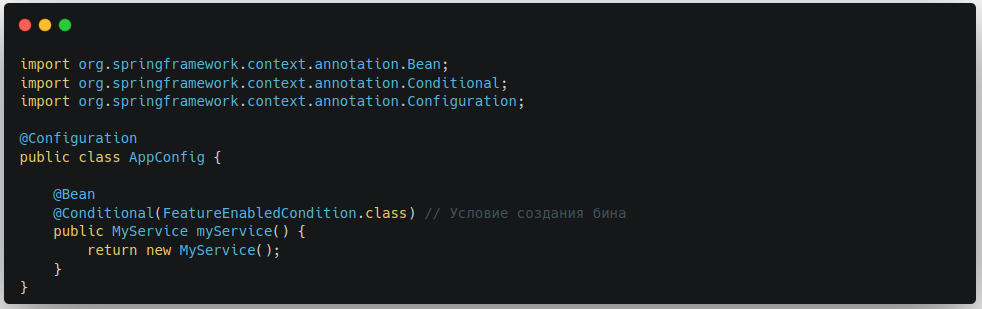 import org.springframework.context.annotation.Bean;
import org.springframework.context.annotation.Conditional;
import org.springframework.context.annotation.Configuration;
@Configuration
public class AppConfig {
@Bean
@Conditional(FeatureEnabledCondition.class) // Условие создания бина
public MyService myService() {
return new MyService();
}
}